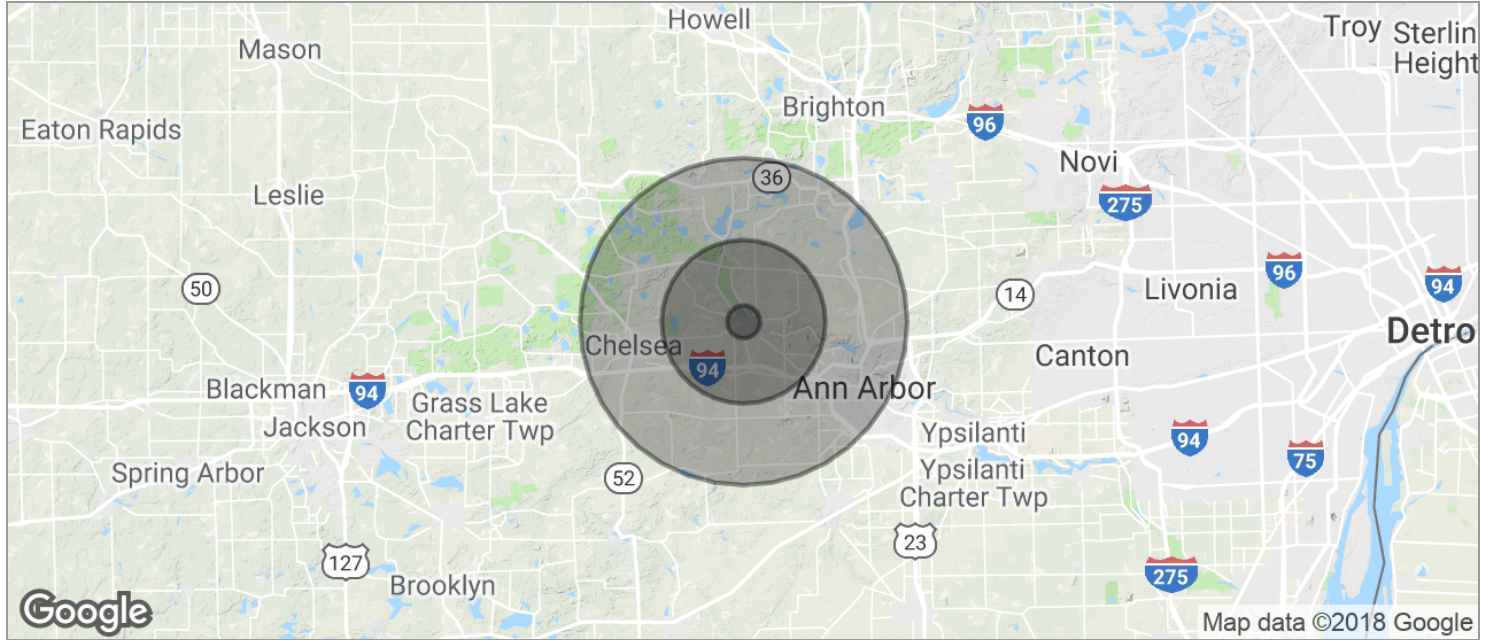 Howell
Troy
Sterlin
Height
Mason
Brighton
96
Eaton Rapids
Novi
36
Leslie
275
50
96
94
14
Livonia
Detro
Chelsea
Canton
94
Ann Arbor
Blackman
94
Grass Lake
Charter Twp
Jackson
Ypsilanti
94
75
Spring Arbor
52
Ypsilanti
Charter Twp
23
127
275
Brooklyn
Google
Map data ©2018 Google